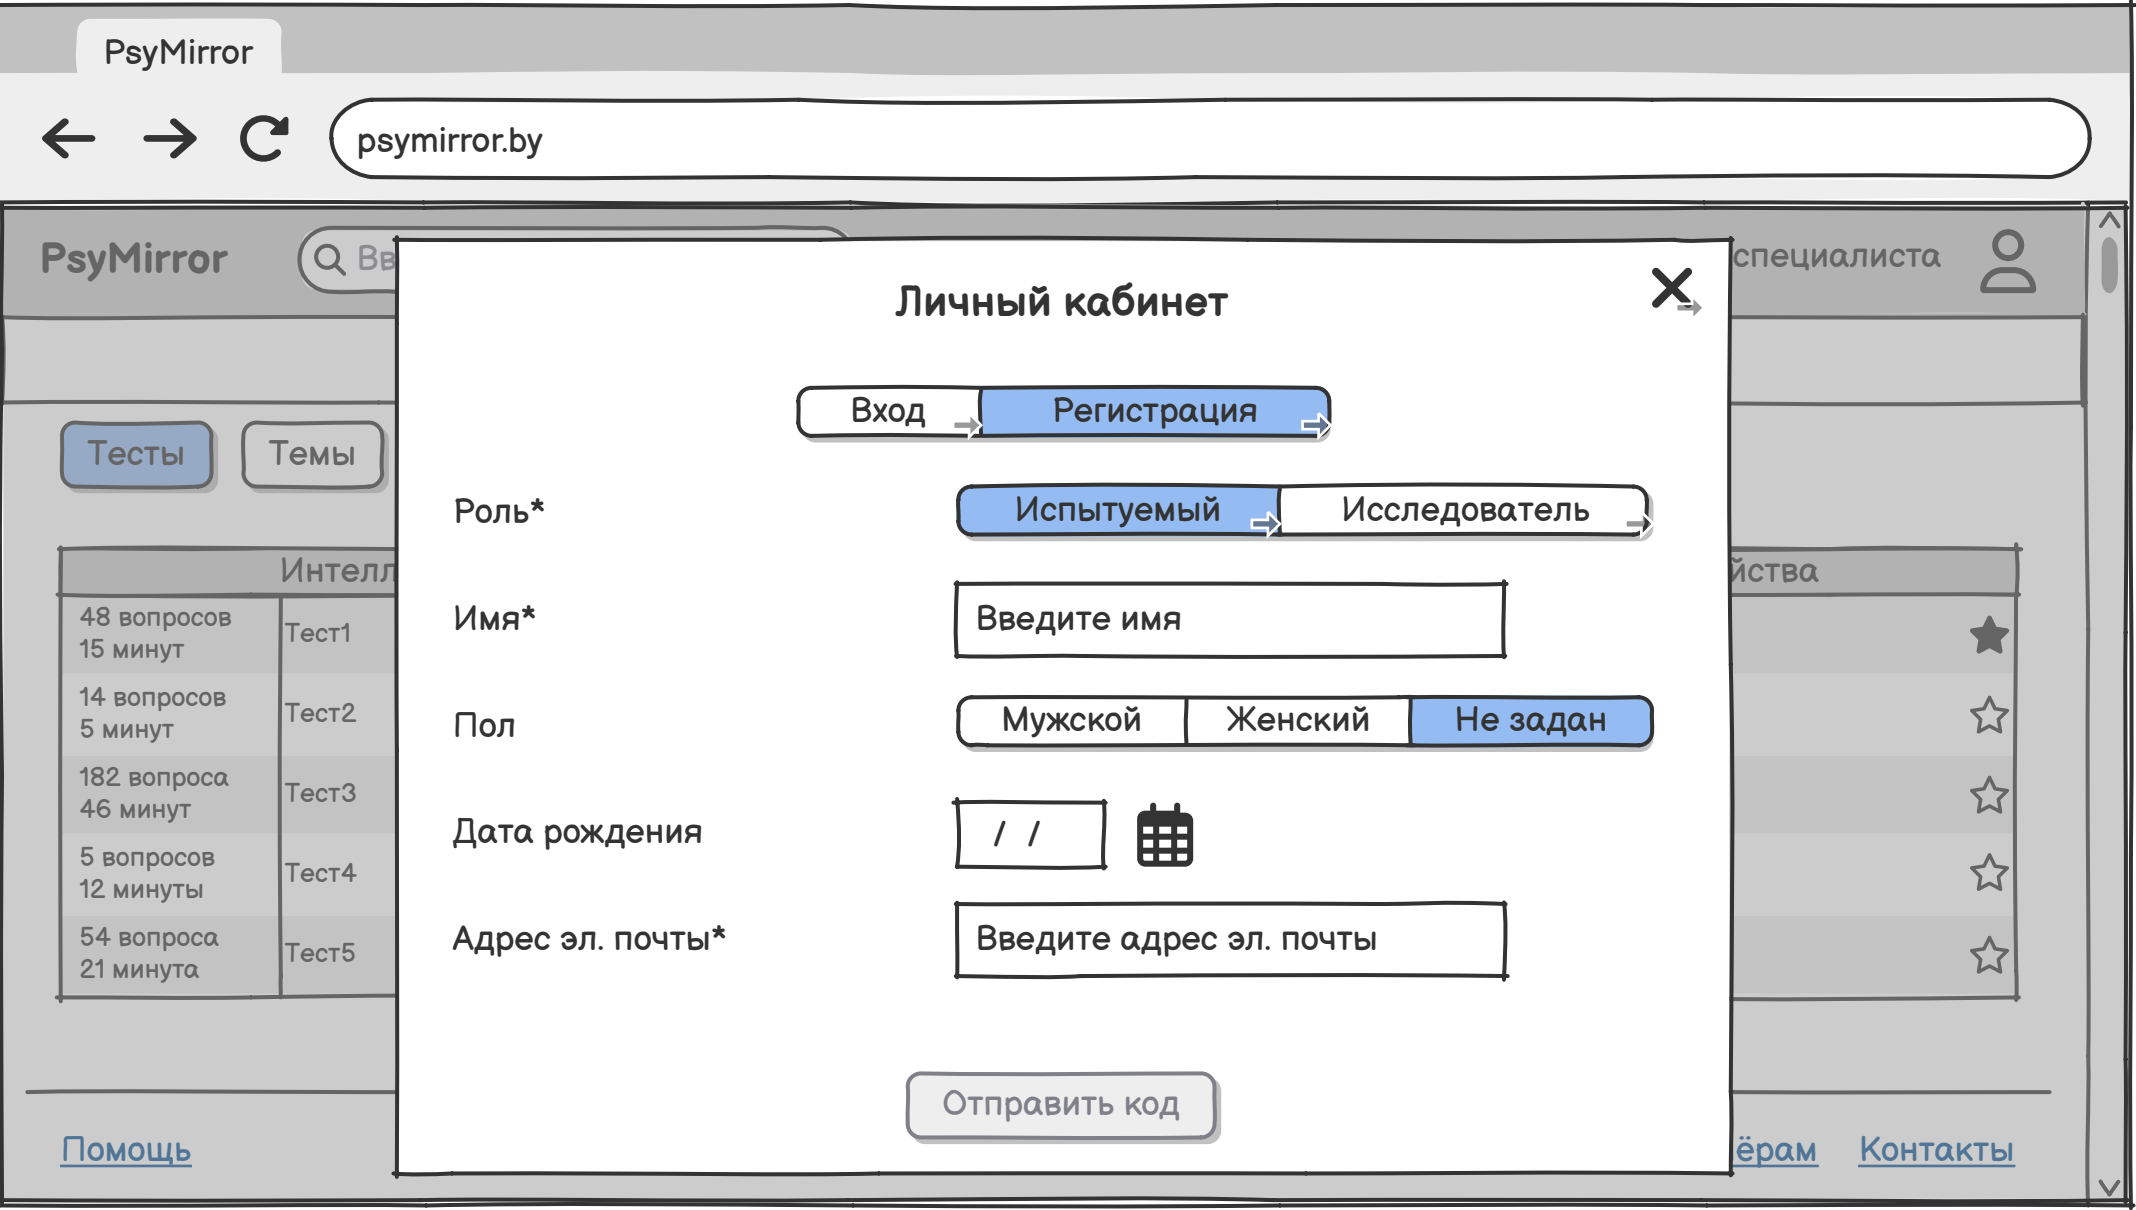 PsyMirror
psymirror.by
PsyMirror
специалиста
Личный кабинет
Вход
Регистрация
Тесты
Темы
Роль*
Испытуемый
Исследователь
Имя*
Введите имя
48 вопросов
15 минут
Тест1
14 вопросов
5 минут
Тест2
Пол
Мужской
Женский
Не задан
182 вопроса
46 минут
Тест3
Дата рождения
/ /
5 вопросов
12 минуты
Тест4
54 вопроса
21 минута
Тест5
Адрес эл. почты*
Введите адрес эл. почты
Отправить код
Помощь
Контакты